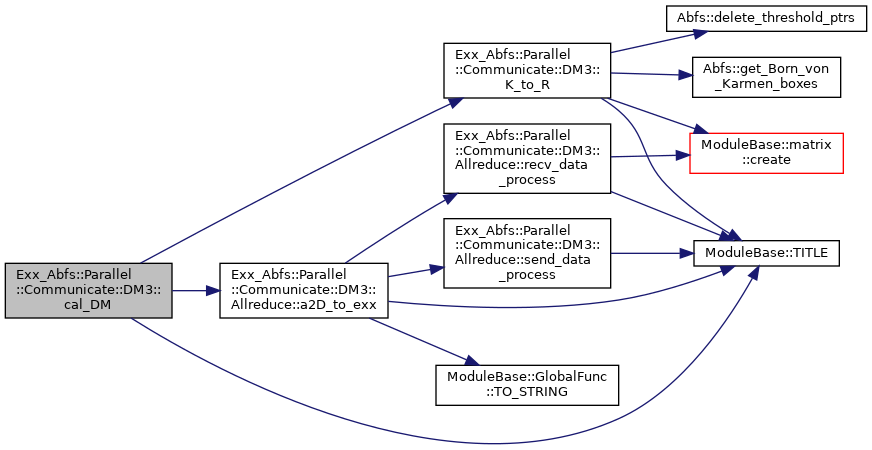 Abfs::delete_threshold_ptrs
Exx_Abfs::Parallel
::Communicate::DM3::
K_to_R
Abfs::get_Born_von
_Karmen_boxes
Exx_Abfs::Parallel
::Communicate::DM3::
Allreduce::recv_data
_process
ModuleBase::matrix
::create
Exx_Abfs::Parallel
::Communicate::DM3::
Allreduce::send_data
_process
ModuleBase::TITLE
Exx_Abfs::Parallel
::Communicate::DM3::
cal_DM
Exx_Abfs::Parallel
::Communicate::DM3::
Allreduce::a2D_to_exx
ModuleBase::GlobalFunc
::TO_STRING